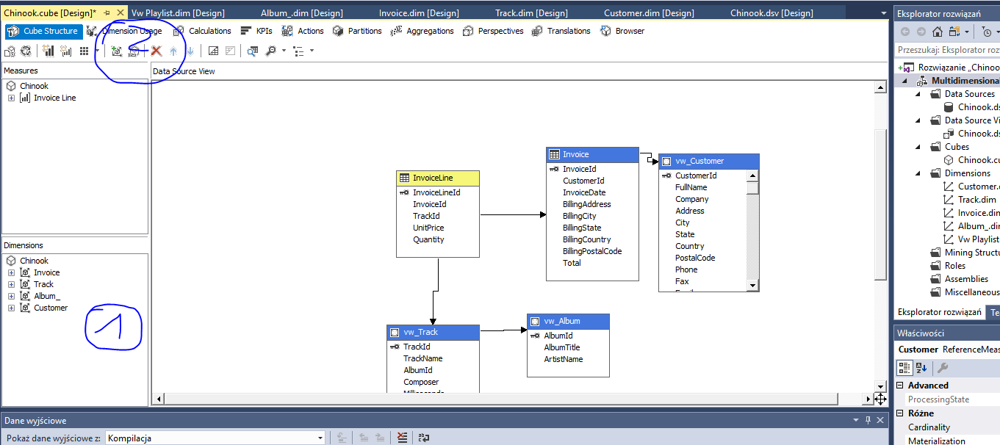 Chinook.cube [Design]* Vw Playlist.dim [Design] Album_.dim [Design] Invoice.dim [Design] Track.dim [Design] Customer.dim [Design] Chinook.dsv [Design]
Cube Structure Dimension Usage Calculations KPIs Actions Partitions Aggregations Perspectives Translations Browser
2
Measures
Chinook
Invoice Line
Dimensions
Chinook
Invoice
Track
Album_
Customer
1
Data Source View
InvoiceLine
InvoiceLineId
InvoiceId
TrackId
UnitPrice
Quantity
Invoice
InvoiceId
CustomerId
InvoiceDate
BillingAddress
BillingCity
BillingState
BillingCountry
BillingPostalCode
Total
vw_Customer
CustomerId
FullName
Company
Address
City
State
Country
PostalCode
Phone
Fax
vw_Track
TrackId
TrackName
AlbumId
Composer
vw_Album
AlbumId
AlbumTitle
ArtistName
Eksplorator rozwiązań
Przeszukaj: Eksplorator roz
Rozwiązanie „Chinoo
Multidimensiona
Data Sources
Chinook.ds
Data Source Vi
Chinook.ds
Cubes
Chinook.cu
Dimensions
Customer.
Track.dim
Invoice.din
Album_.di
Vw Playlist
Mining Structu
Roles
Assemblies
Miscellaneous
Eksplorator rozwiązań Te
Właściwości
Customer ReferenceMeas
Advanced
ProcessingState
Różne
Cardinality
Materialization
Dane wyjściowe
Pokaż dane wyjściowe z: Kompilacja